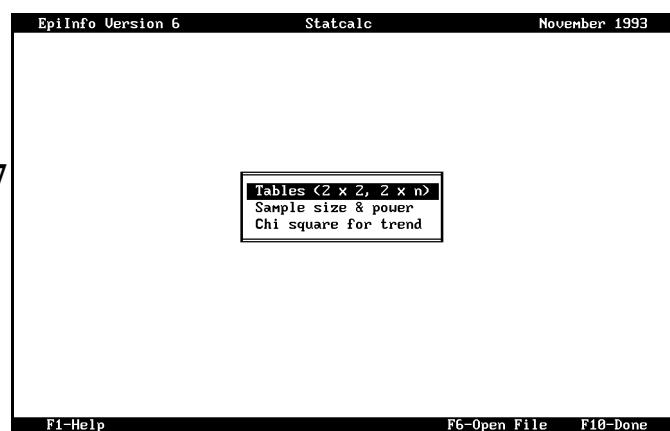 EpiInfo Version 6 Statcalc November 1993
Tables (2 x 2, 2 x n)
Sample size & power
Chi square for trend
F1-Help F6-Open File F10-Done